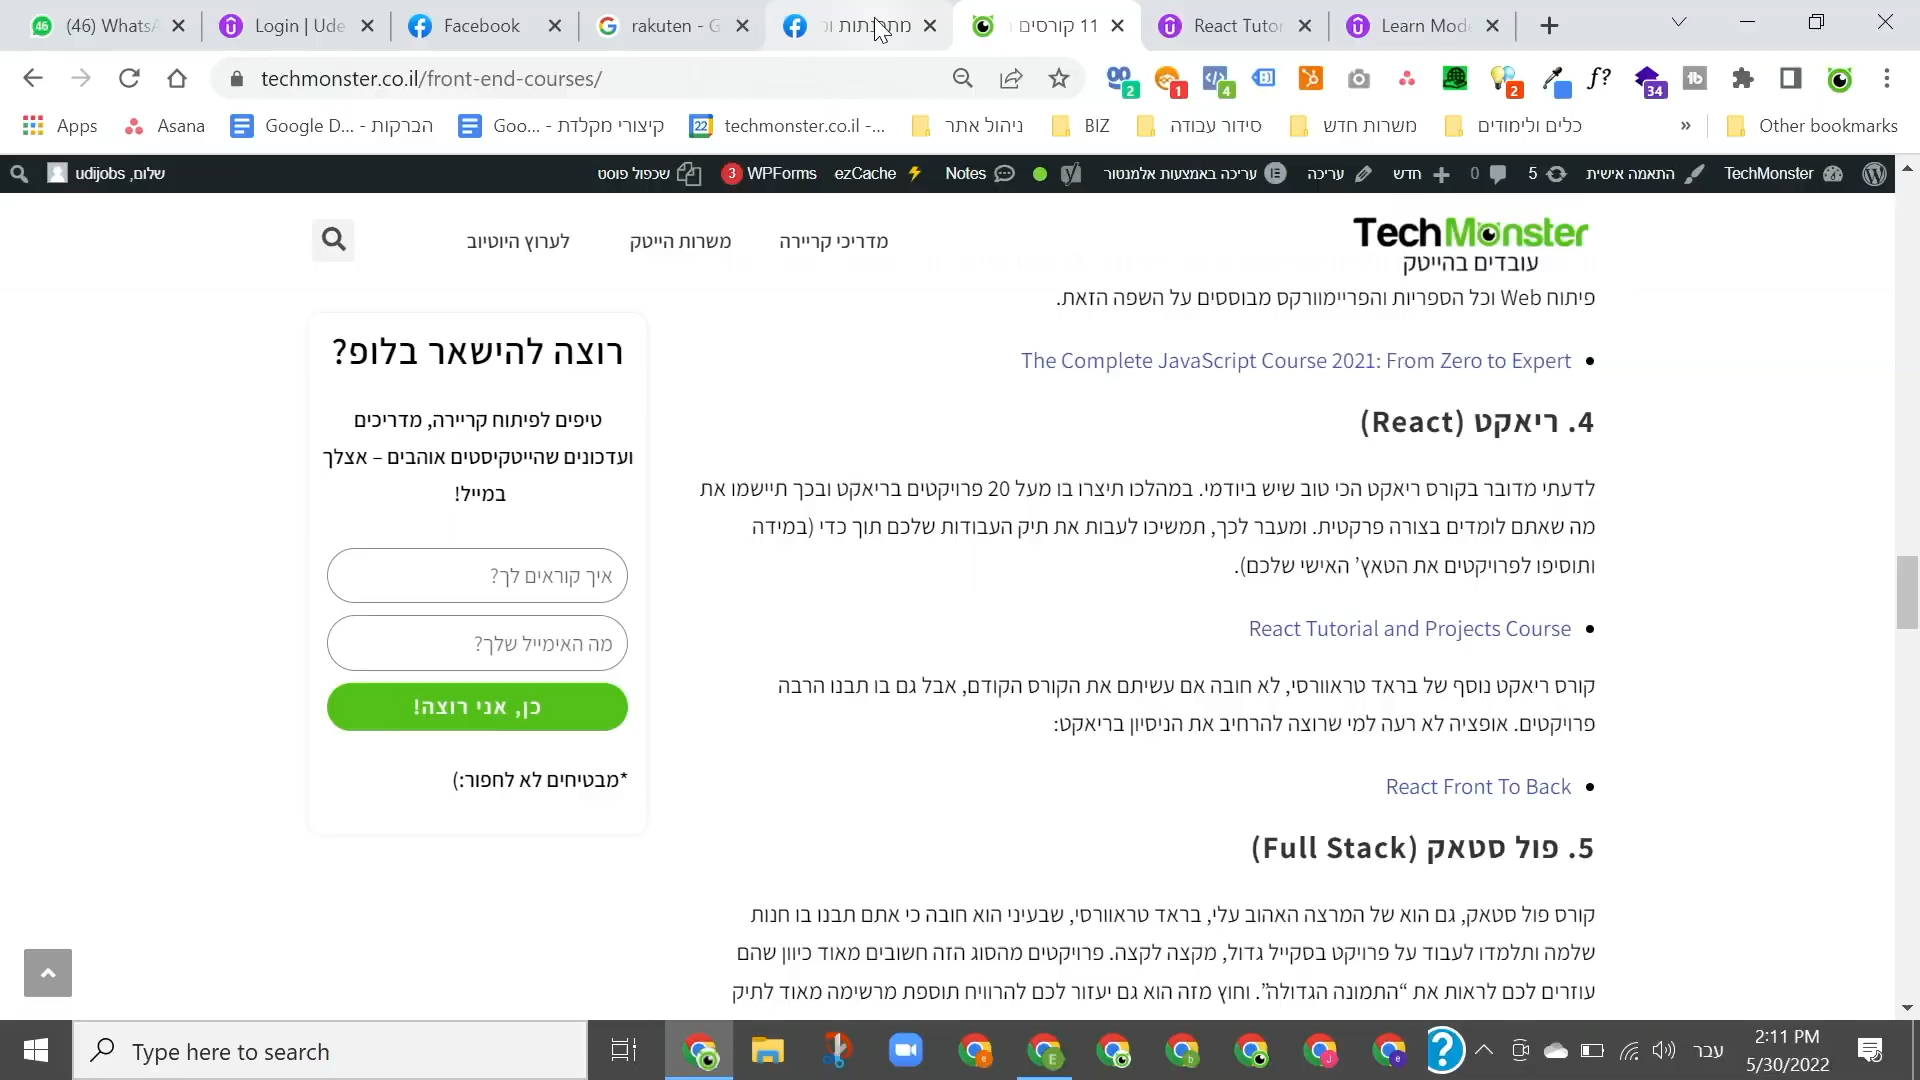 (46) WhatsA
Login | Ude
Facebook
rakuten - G
מתכנתות ומ
11 קורסים
React Tutor
Learn Mode
techmonster.co.il/front-end-courses/
2
1
4
2
f?
34
Apps
Asana
Google D... - הברקות
Goo... - קיצורי מקלדת
22
techmonster.co.il -...
ניהול אתר
BIZ
סידור עבודה
משרות חדש
כלים ולימודים
»
Other bookmarks
שלום, udijobs
שכפול פוסט
3 WPForms
ezCache
Notes
עריכה באמצעות אלמנטור
עריכה
חדש
0
5
התאמה אישית
TechMonster
TechMonster
עובדים בהייטק
מדריכי קריירה
משרות הייטק
לערוץ היוטיוב
פיתוח Web וכל הספריות והפריימוורקס מבוססים על השפה הזאת.
The Complete JavaScript Course 2021: From Zero to Expert
4. ריאקט (React)
לדעתי מדובר בקורס ריאקט הכי טוב שיש ביודמי. במהלכו תיצרו בו מעל 20 פרויקטים בריאקט ובכך תיישמו את
מה שאתם לומדים בצורה פרקטית. ומעבר לכך, תמשיכו לעבות את תיק העבודות שלכם תוך כדי (במידה
ותוסיפו לפרויקטים את הטאץ’ האישי שלכם).
React Tutorial and Projects Course
קורס ריאקט נוסף של בראד טראוורסי, לא חובה אם עשיתם את הקורס הקודם, אבל גם בו תבנו הרבה
פרויקטים. אופציה לא רעה למי שרוצה להרחיב את הניסיון בריאקט:
React Front To Back
5. פול סטאק (Full Stack)
קורס פול סטאק, גם הוא של המרצה האהוב עלי, בראד טראוורסי, שבעיני הוא חובה כי אתם תבנו בו חנות
שלמה ותלמדו לעבוד על פרויקט בסקייל גדול, מקצה לקצה. פרויקטים מהסוג הזה חשובים מאוד כיוון שהם
עוזרים לכם לראות את “התמונה הגדולה”. וחוץ מזה הוא גם יעזור לכם להרוויח תוספת מרשימה מאוד לתיק
רוצה להישאר בלופ?
טיפים לפיתוח קריירה, מדריכים
ועדכונים שהייטקיסטים אוהבים – אצלך
במייל!
איך קוראים לך?
מה האימייל שלך?
כן, אני רוצה!
*מבטיחים לא לחפור:)
Type here to search
עבר
2:11 PM
5/30/2022